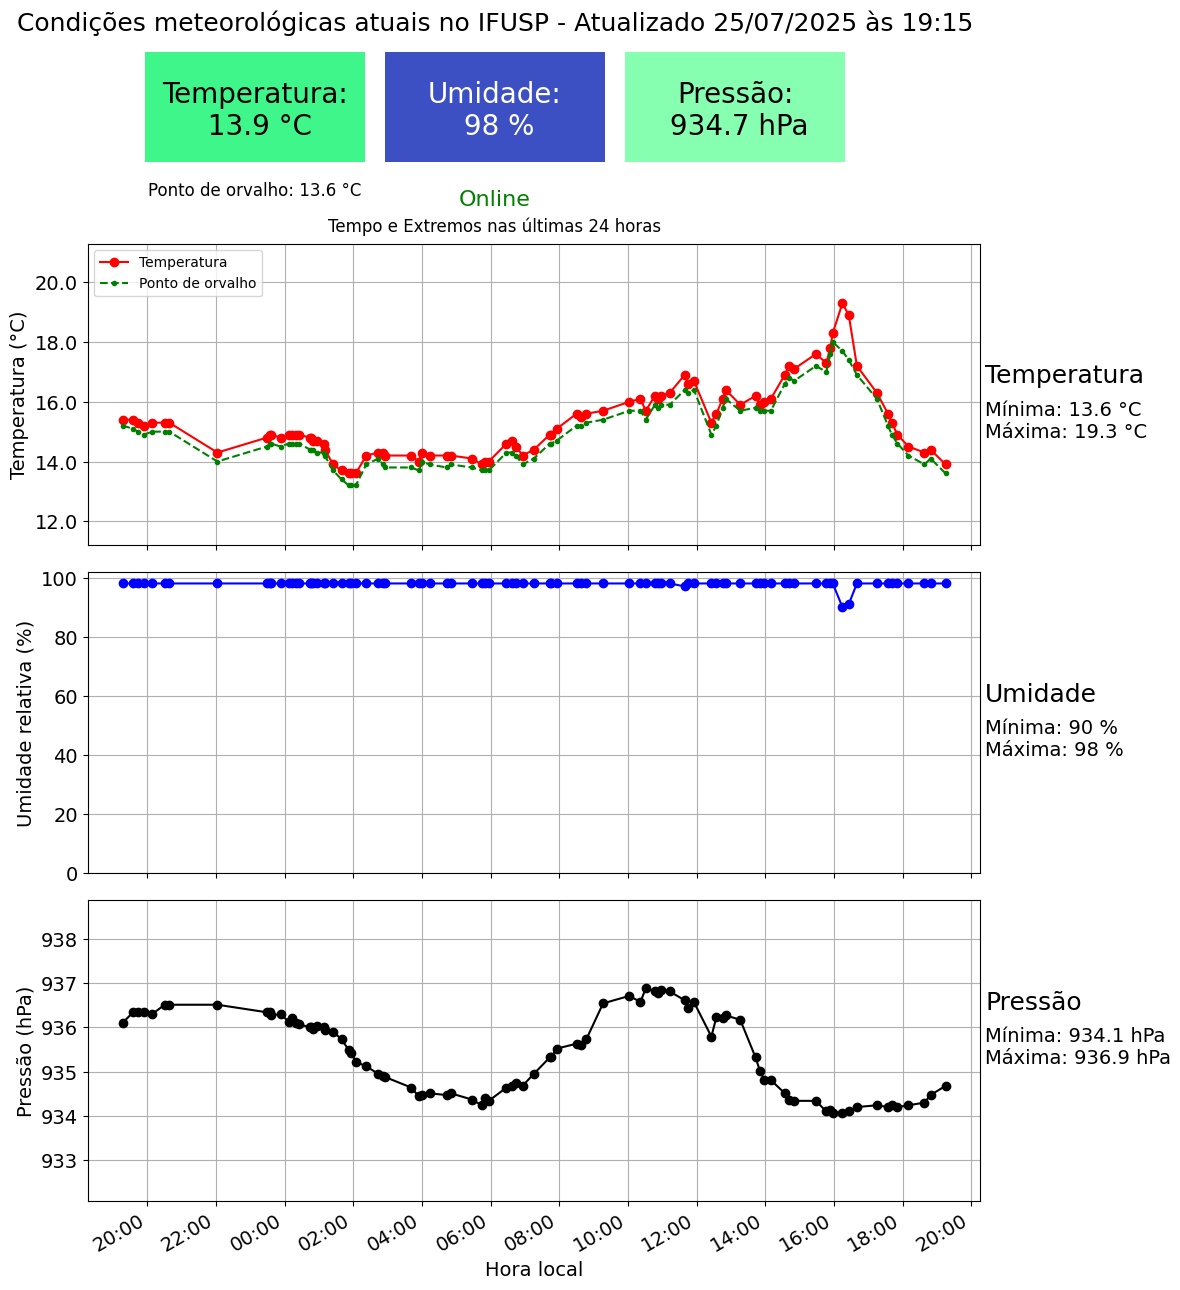 Condições meteorológicas atuais no IFUSP - Atualizado 25/07/2025 às 19:15
Temperatura:
13.9 °C
Umidade:
98 %
Pressão:
934.7 hPa
Ponto de orvalho: 13.6 °C
Online
Tempo e Extremos nas últimas 24 horas
Temperatura
Ponto de orvalho
Temperatura (°C)
20.0
18.0
16.0
14.0
12.0
Temperatura
Mínima: 13.6 °C
Máxima: 19.3 °C
Umidade relativa (%)
100
80
60
40
20
0
Umidade
Mínima: 90 %
Máxima: 98 %
Pressão (hPa)
938
937
936
935
934
933
Pressão
Mínima: 934.1 hPa
Máxima: 936.9 hPa
20:00
22:00
00:00
02:00
04:00
06:00
08:00
10:00
12:00
14:00
16:00
18:00
20:00
Hora local